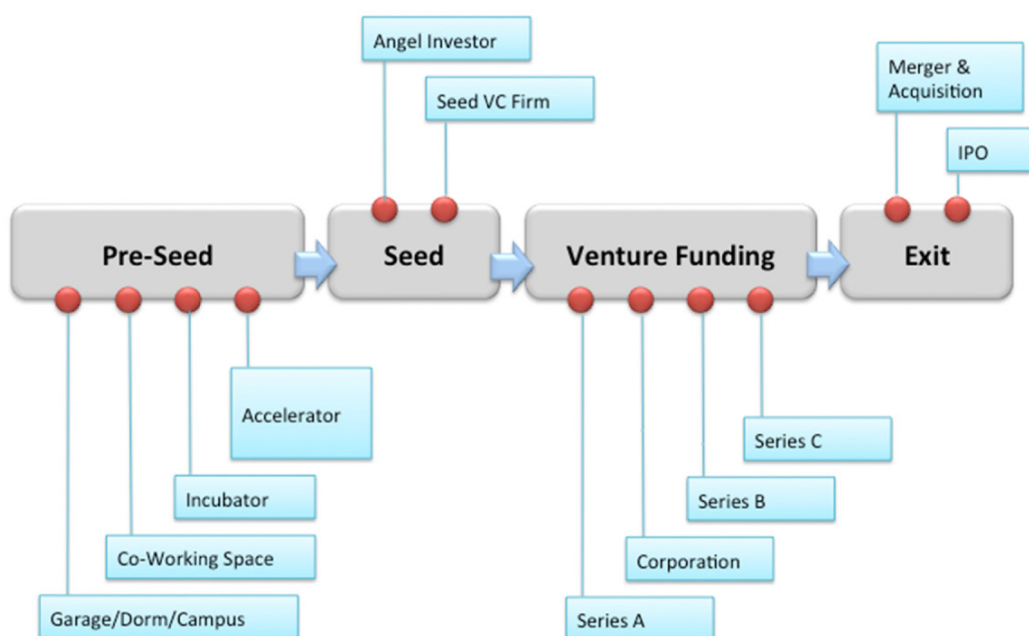 Angel Investor
Seed VC Firm
Merger &
Acquisition
IPO
Pre-Seed
Seed
Venture Funding
Exit
Accelerator
Incubator
Co-Working Space
Garage/Dorm/Campus
Series C
Series B
Corporation
Series A